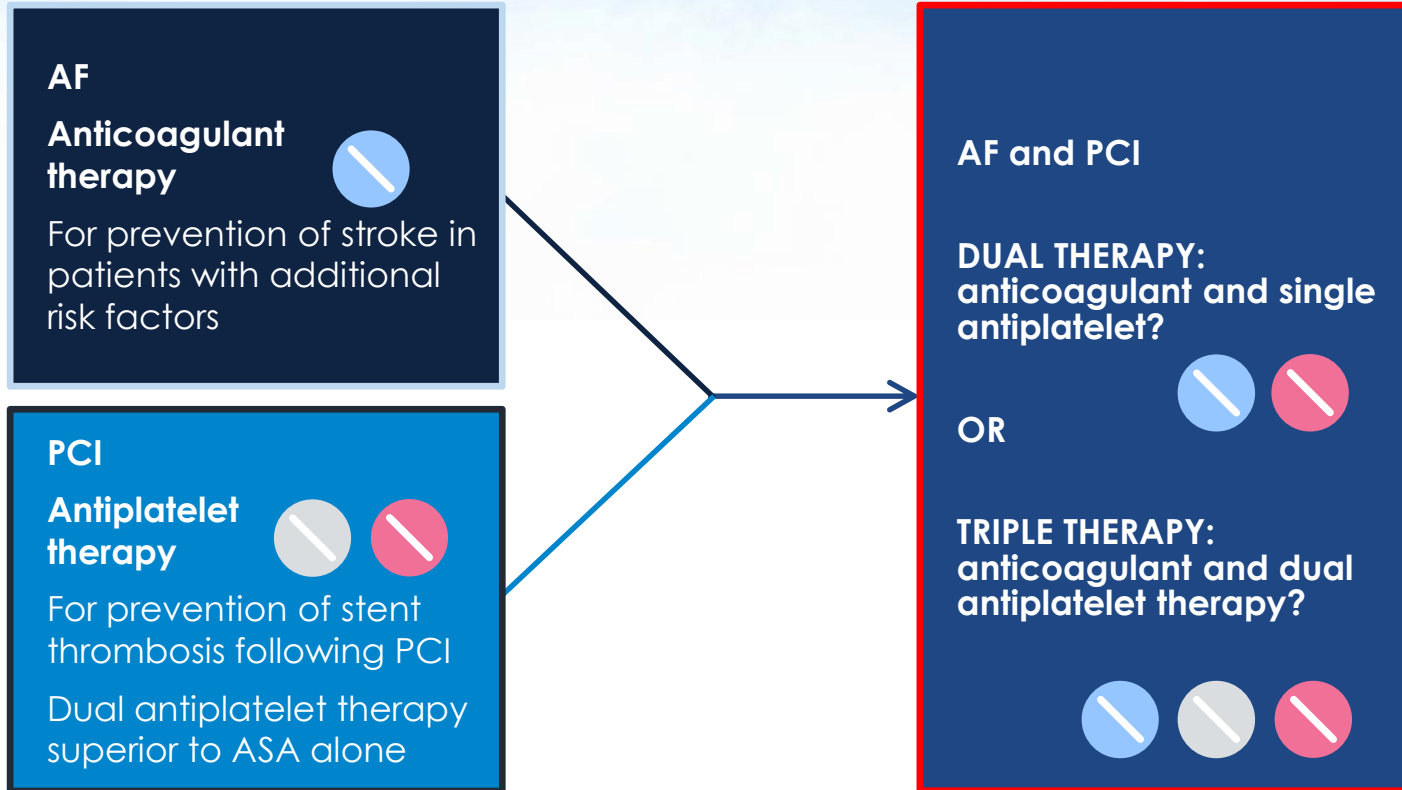 AF
Anticoagulant
therapy
For prevention of stroke in
patients with additional
risk factors
PCI
Antiplatelet
therapy
For prevention of stent
thrombosis following PCI
Dual antiplatelet therapy
superior to ASA alone
AF and PCI
DUAL THERAPY:
anticoagulant and single
antiplatelet?
OR
TRIPLE THERAPY:
anticoagulant and dual
antiplatelet therapy?